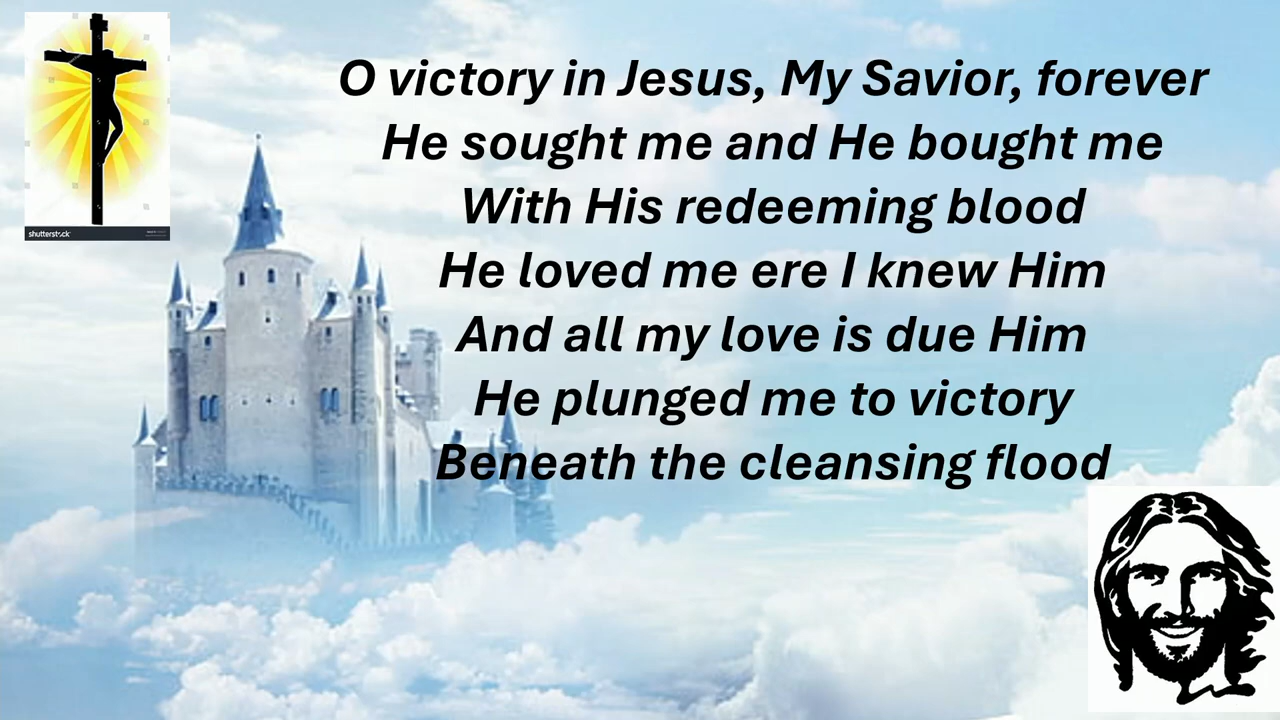 O victory in Jesus, My Savior, forever
He sought me and He bought me
With His redeeming blood
He loved me ere I knew Him
And all my love is due Him
He plunged me to victory
Beneath the cleansing flood
shutterstock